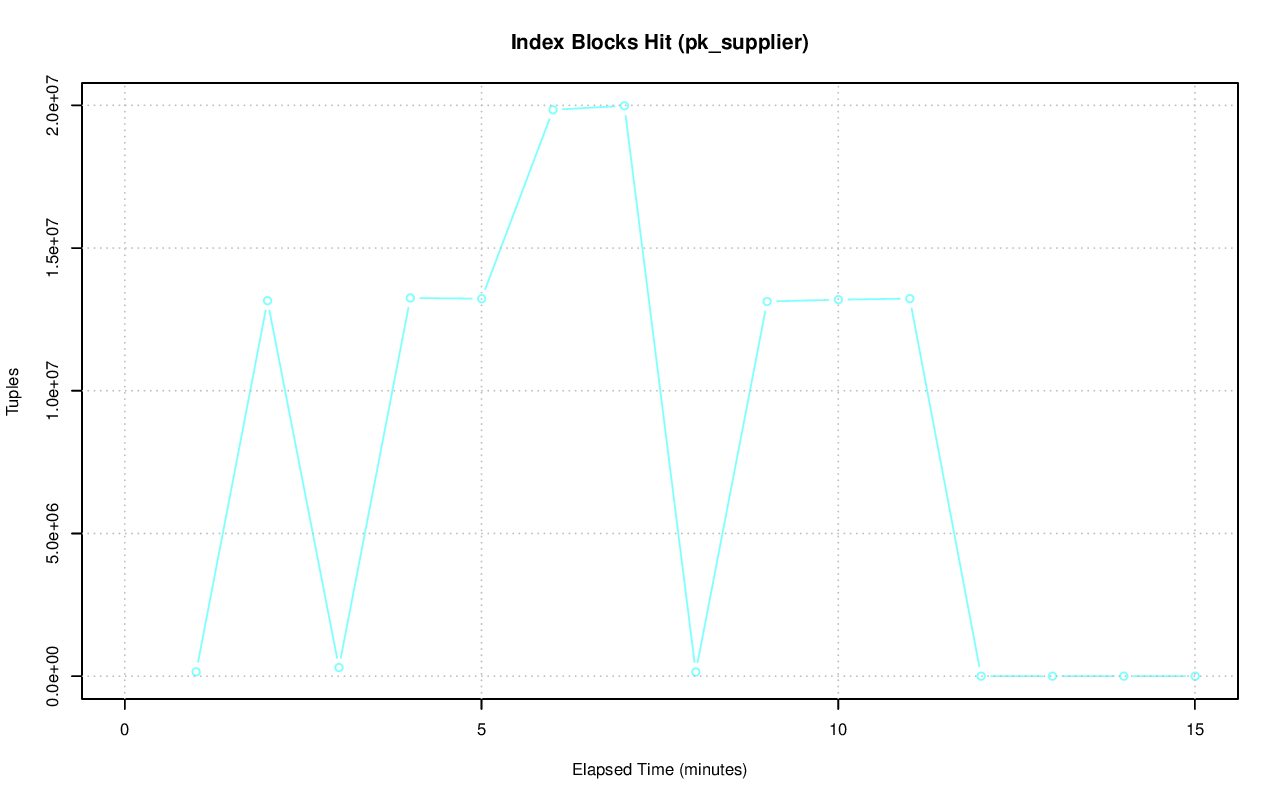 Index Blocks Hit (pk_supplier)
Tuples
2.0e+07
1.5e+07
1.0e+07
5.0e+06
0.0e+00
0 5 10 15
Elapsed Time (minutes)